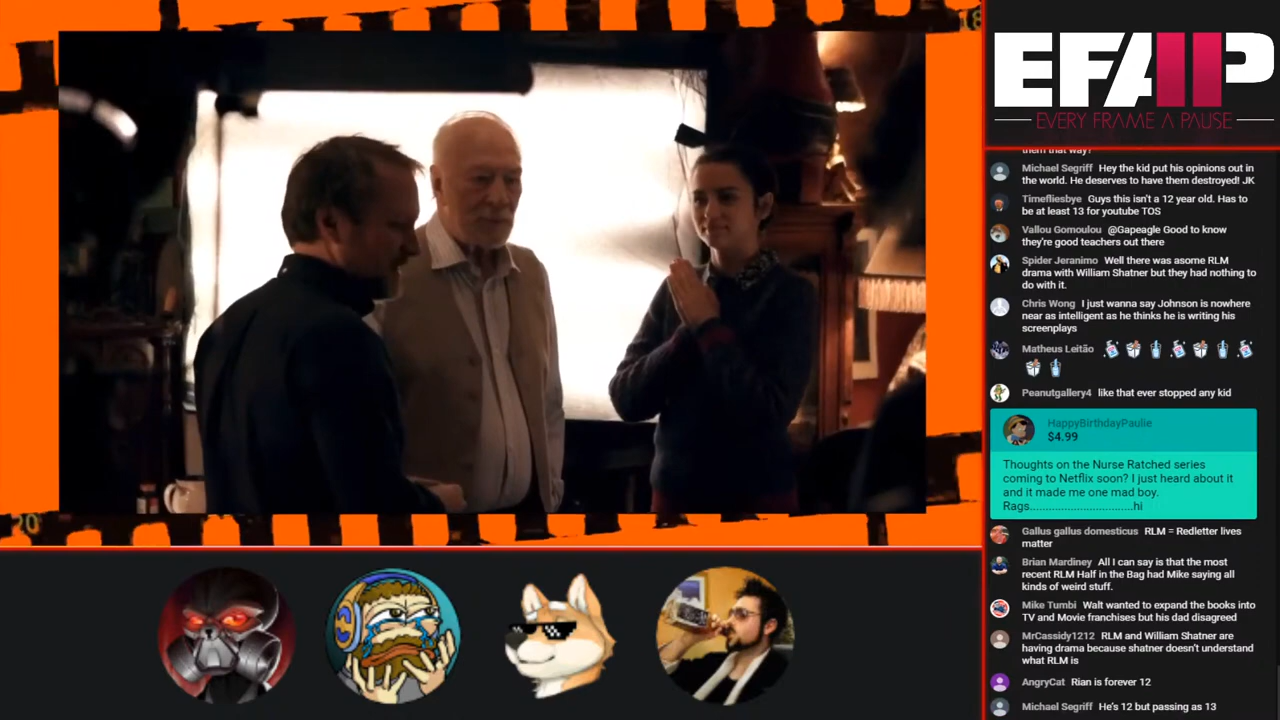 18
EFAP
EVERY FRAME A PAUSE
them that way?
Michael Segriff Hey the kid put his opinions out in
the world. He deserves to have them destroyed! JK
Timefliesbye Guys this isn't a 12 year old. Has to
be at least 13 for youtube TOS
Vallou Gomoulou @Gapeagle Good to know
they're good teachers out there
Spider Jeranimo Well there was asome RLM
drama with William Shatner but they had nothing to
do with it.
Chris Wong I just wanna say Johnson is nowhere
near as intelligent as he thinks he is writing his
screenplays
Matheus Leitão
Peanutgallery4 like that ever stopped any kid
HappyBirthdayPaulie
$4.99
Thoughts on the Nurse Ratched series
coming to Netflix soon? I just heard about it
and it made me one mad boy.
Rags..................................hi
Gallus gallus domesticus RLM = Redletter lives
matter
Brian Mardiney All I can say is that the most
recent RLM Half in the Bag had Mike saying all
kinds of weird stuff.
Mike Tumbi Walt wanted to expand the books into
TV and Movie franchises but his dad disagreed
MrCassidy1212 RLM and William Shatner are
having drama because shatner doesn't understand
what RLM is
AngryCat Rian is forever 12
Michael Segriff He's 12 but passing as 13
20